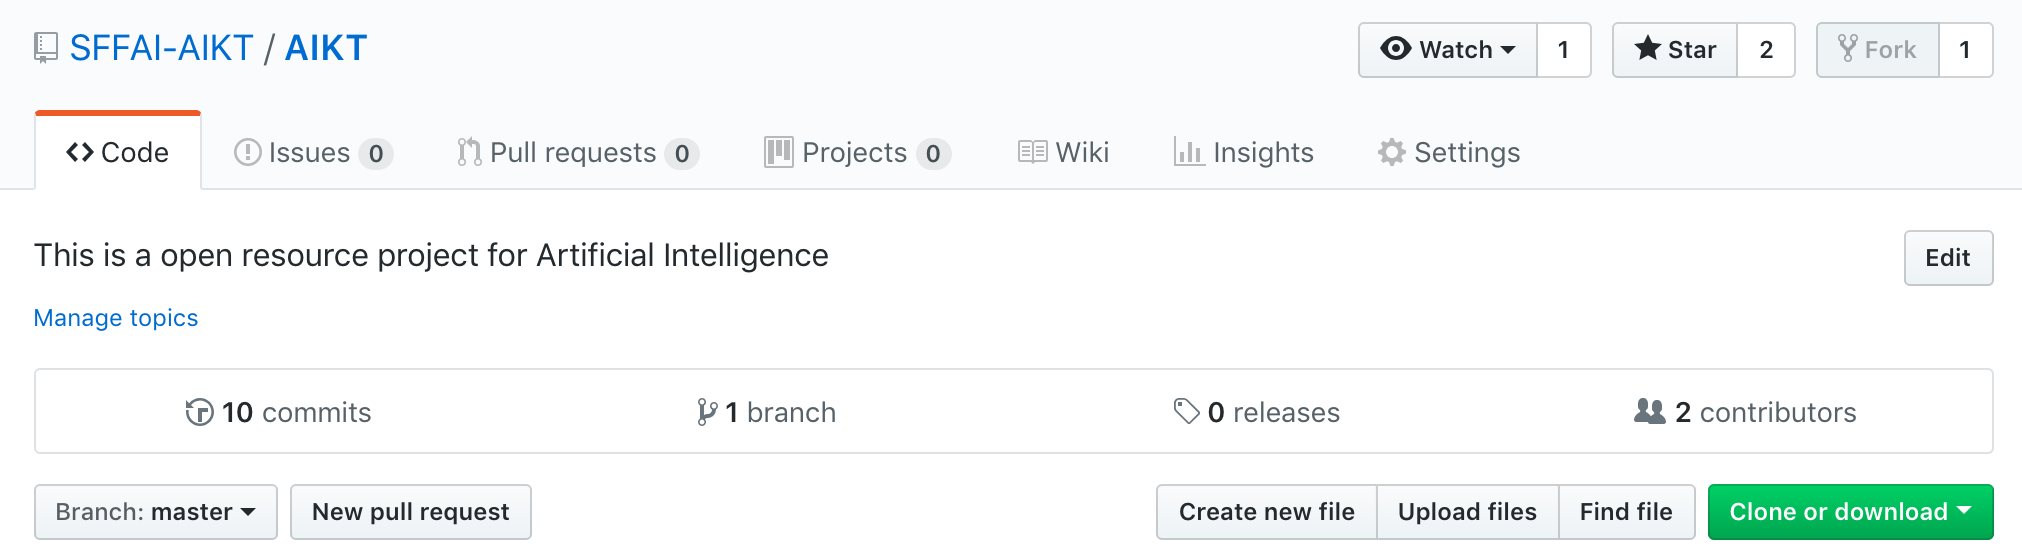 SFFAI-AIKT / AIKT Watch 1 Star 2 Fork 1
Code Issues 0 Pull requests 0 Projects 0 Wiki Insights Settings
This is a open resource project for Artificial Intelligence Edit
Manage topics
10 commits 1 branch 0 releases 2 contributors
Branch: master New pull request Create new file Upload files Find file Clone or download